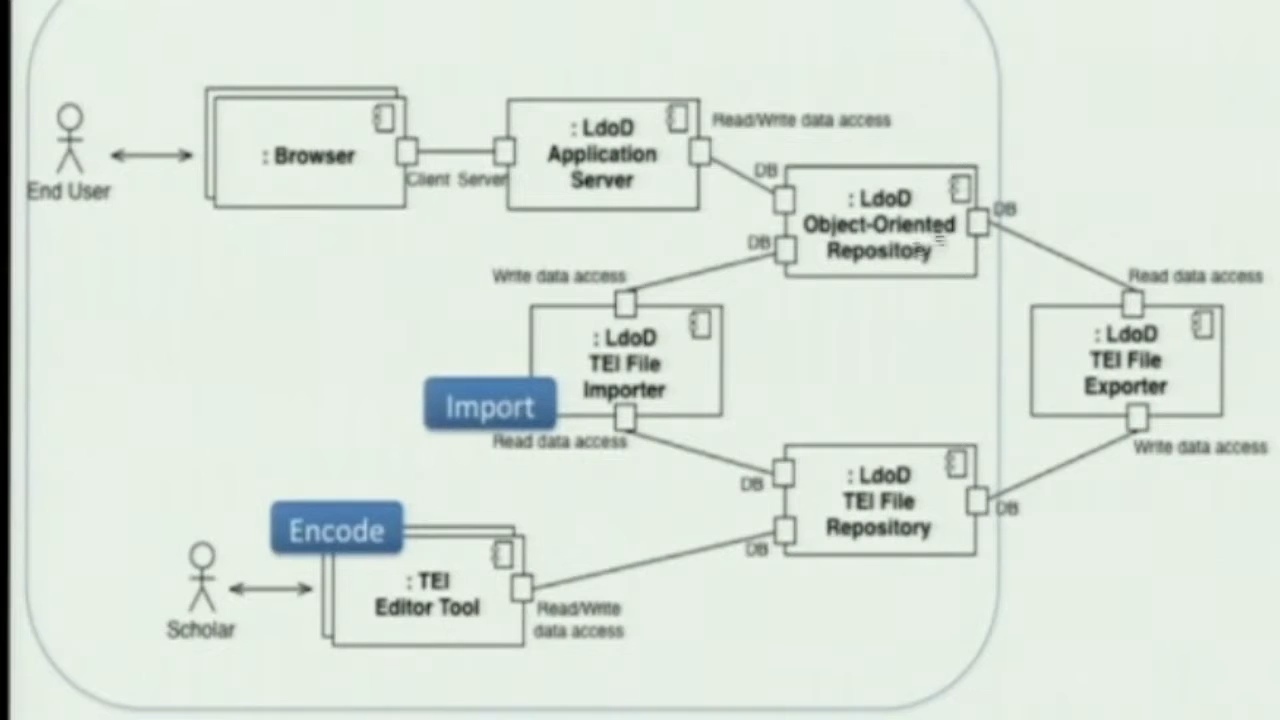 End User
: Browser
Client Server
: LdoD
Application
Server
Read/Write data access
DB
: LdoD
Object-Oriented
Repository
DB
DB
Write data access
Read data access
: LdoD
TEI File
Importer
: LdoD
TEI File
Exporter
Import
Read data access
Write data access
DB
: LdoD
TEI File
Repository
DB
DB
Encode
: TEI
Editor Tool
Read/Write
data access
Scholar